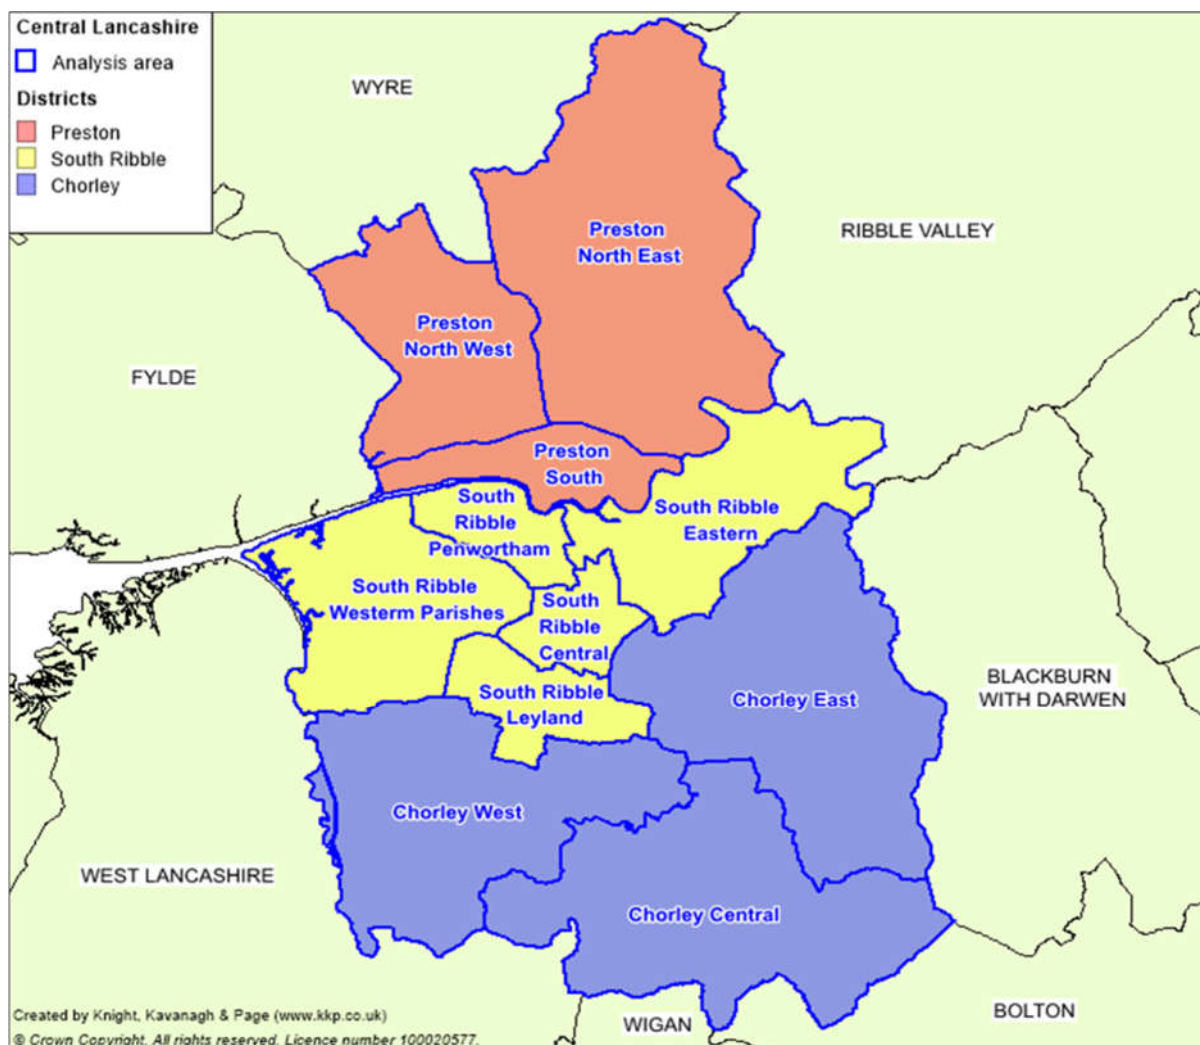 Central Lancashire
Analysis area
Districts
Preston
South Ribble
Chorley
WYRE
Preston
North East
RIBBLE VALLEY
Preston
North West
FYLDE
Preston
South
South
Ribble
Penwortham
South Ribble
Eastern
South Ribble
Westerm Parishes
South
Ribble
Central
South Ribble
Leyland
Chorley East
BLACKBURN
WITH DARWEN
Chorley West
WEST LANCASHIRE
Chorley Central
Created by Knight, Kavanagh & Page (www.kkp.co.uk)
© Crown Copyright. All rights reserved. Licence number 100020577.
WIGAN
BOLTON